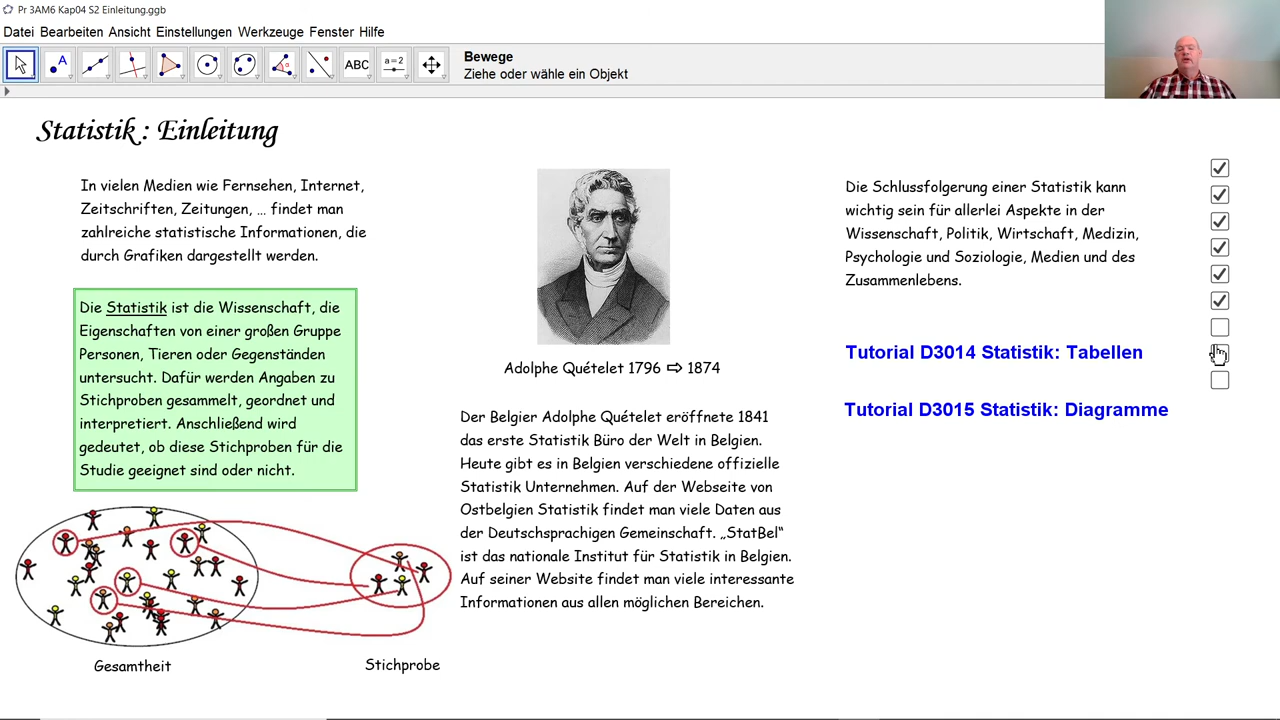 Pr 3AM6 Kap04 S2 Einleitung.ggb
Datei Bearbeiten Ansicht Einstellungen Werkzeuge Fenster Hilfe
A
ABC
a=2
Bewege
Ziehe oder wähle ein Objekt
Statistik : Einleitung
In vielen Medien wie Fernsehen, Internet,
Zeitschriften, Zeitungen, ... findet man
zahlreiche statistische Informationen, die
durch Grafiken dargestellt werden.
Die Statistik ist die Wissenschaft, die
Eigenschaften von einer großen Gruppe
Personen, Tieren oder Gegenständen
untersucht. Dafür werden Angaben zu
Stichproben gesammelt, geordnet und
interpretiert. Anschließend wird
gedeutet, ob diese Stichproben für die
Studie geeignet sind oder nicht.
Gesamtheit
Stichprobe
Adolphe Quételet 1796 ⇨ 1874
Der Belgier Adolphe Quételet eröffnete 1841
das erste Statistik Büro der Welt in Belgien.
Heute gibt es in Belgien verschiedene offizielle
Statistik Unternehmen. Auf der Webseite von
Ostbelgien Statistik findet man viele Daten aus
der Deutschsprachigen Gemeinschaft. „StatBel“
ist das nationale Institut für Statistik in Belgien.
Auf seiner Website findet man viele interessante
Informationen aus allen möglichen Bereichen.
Die Schlussfolgerung einer Statistik kann
wichtig sein für allerlei Aspekte in der
Wissenschaft, Politik, Wirtschaft, Medizin,
Psychologie und Soziologie, Medien und des
Zusammenlebens.
Tutorial D3014 Statistik: Tabellen
Tutorial D3015 Statistik: Diagramme